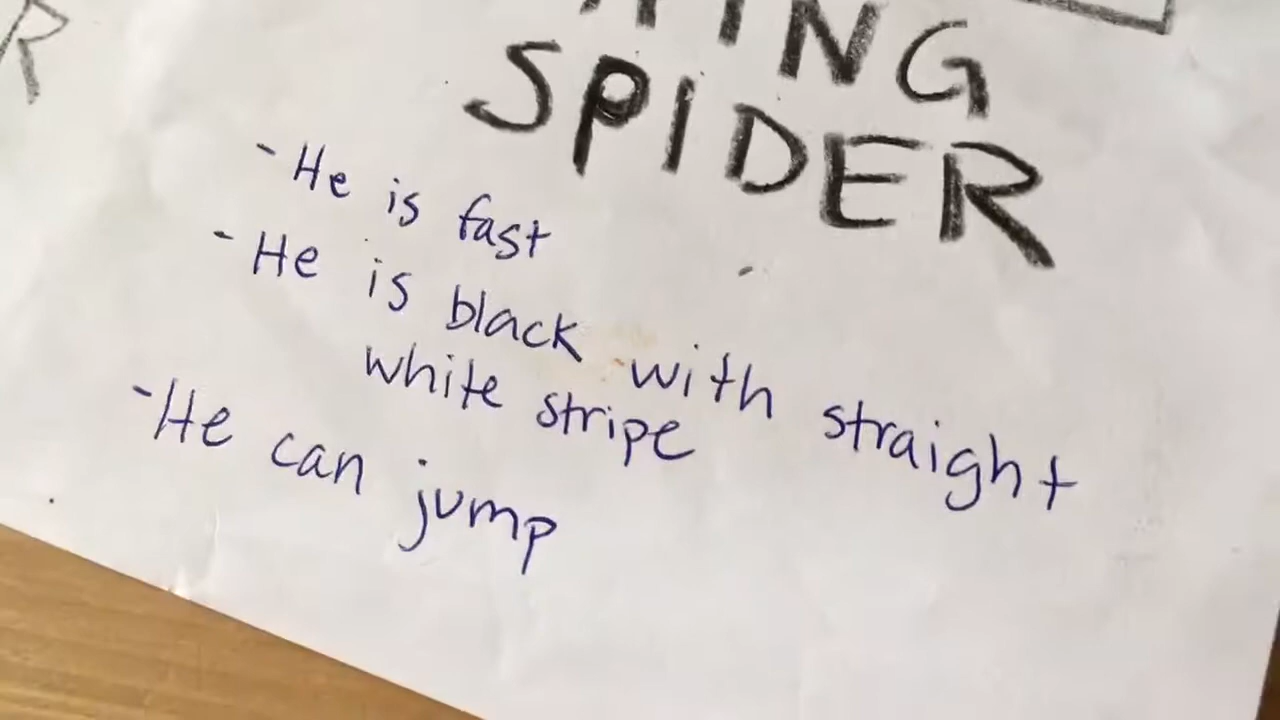 SPIDER
- He is fast
- He is black with straight
white stripe
- He can jump